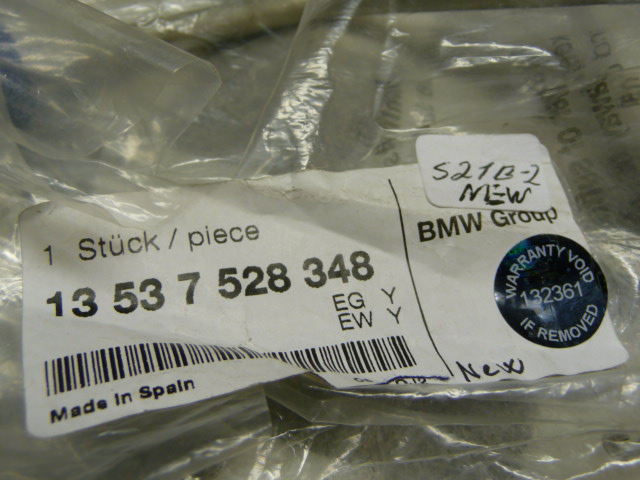 S21B-2
NEW
1 Stück / piece
BMW Group
13 53 7 528 348
EG Y
EW Y
WARRANTY VOID
132361
IF REMOVED
New
Made in Spain